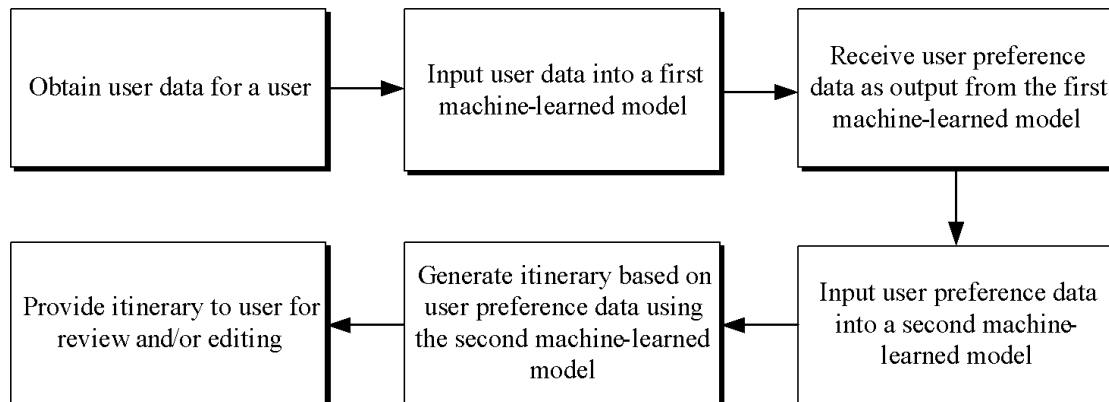 Obtain user data for a user
Input user data into a first
machine-learned model
Receive user preference
data as output from the first
machine-learned model
Input user preference data
into a second machine-
learned model
Generate itinerary based on
user preference data using
the second machine-learned
model
Provide itinerary to user for
review and/or editing